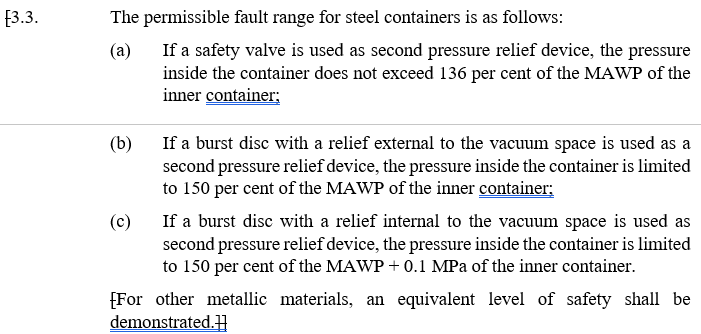 [3.3. The permissible fault range for steel containers is as follows:
(a) If a safety valve is used as second pressure relief device, the pressure
inside the container does not exceed 136 per cent of the MAWP of the
inner container;
(b) If a burst disc with a relief external to the vacuum space is used as a
second pressure relief device, the pressure inside the container is limited
to 150 per cent of the MAWP of the inner container;
(c) If a burst disc with a relief internal to the vacuum space is used as
second pressure relief device, the pressure inside the container is limited
to 150 per cent of the MAWP + 0.1 MPa of the inner container.
[For other metallic materials, an equivalent level of safety shall be
demonstrated.]]